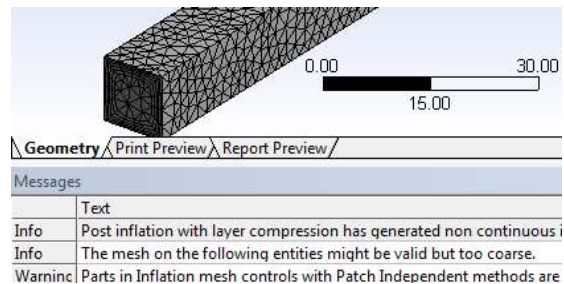 0.00 30.00
15.00
Geometry Print Preview Report Preview
Messages
Text
Info Post inflation with layer compression has generated non continuous
Info The mesh on the following entities might be valid but too coarse.
Warninc Parts in Inflation mesh controls with Patch Independent methods are